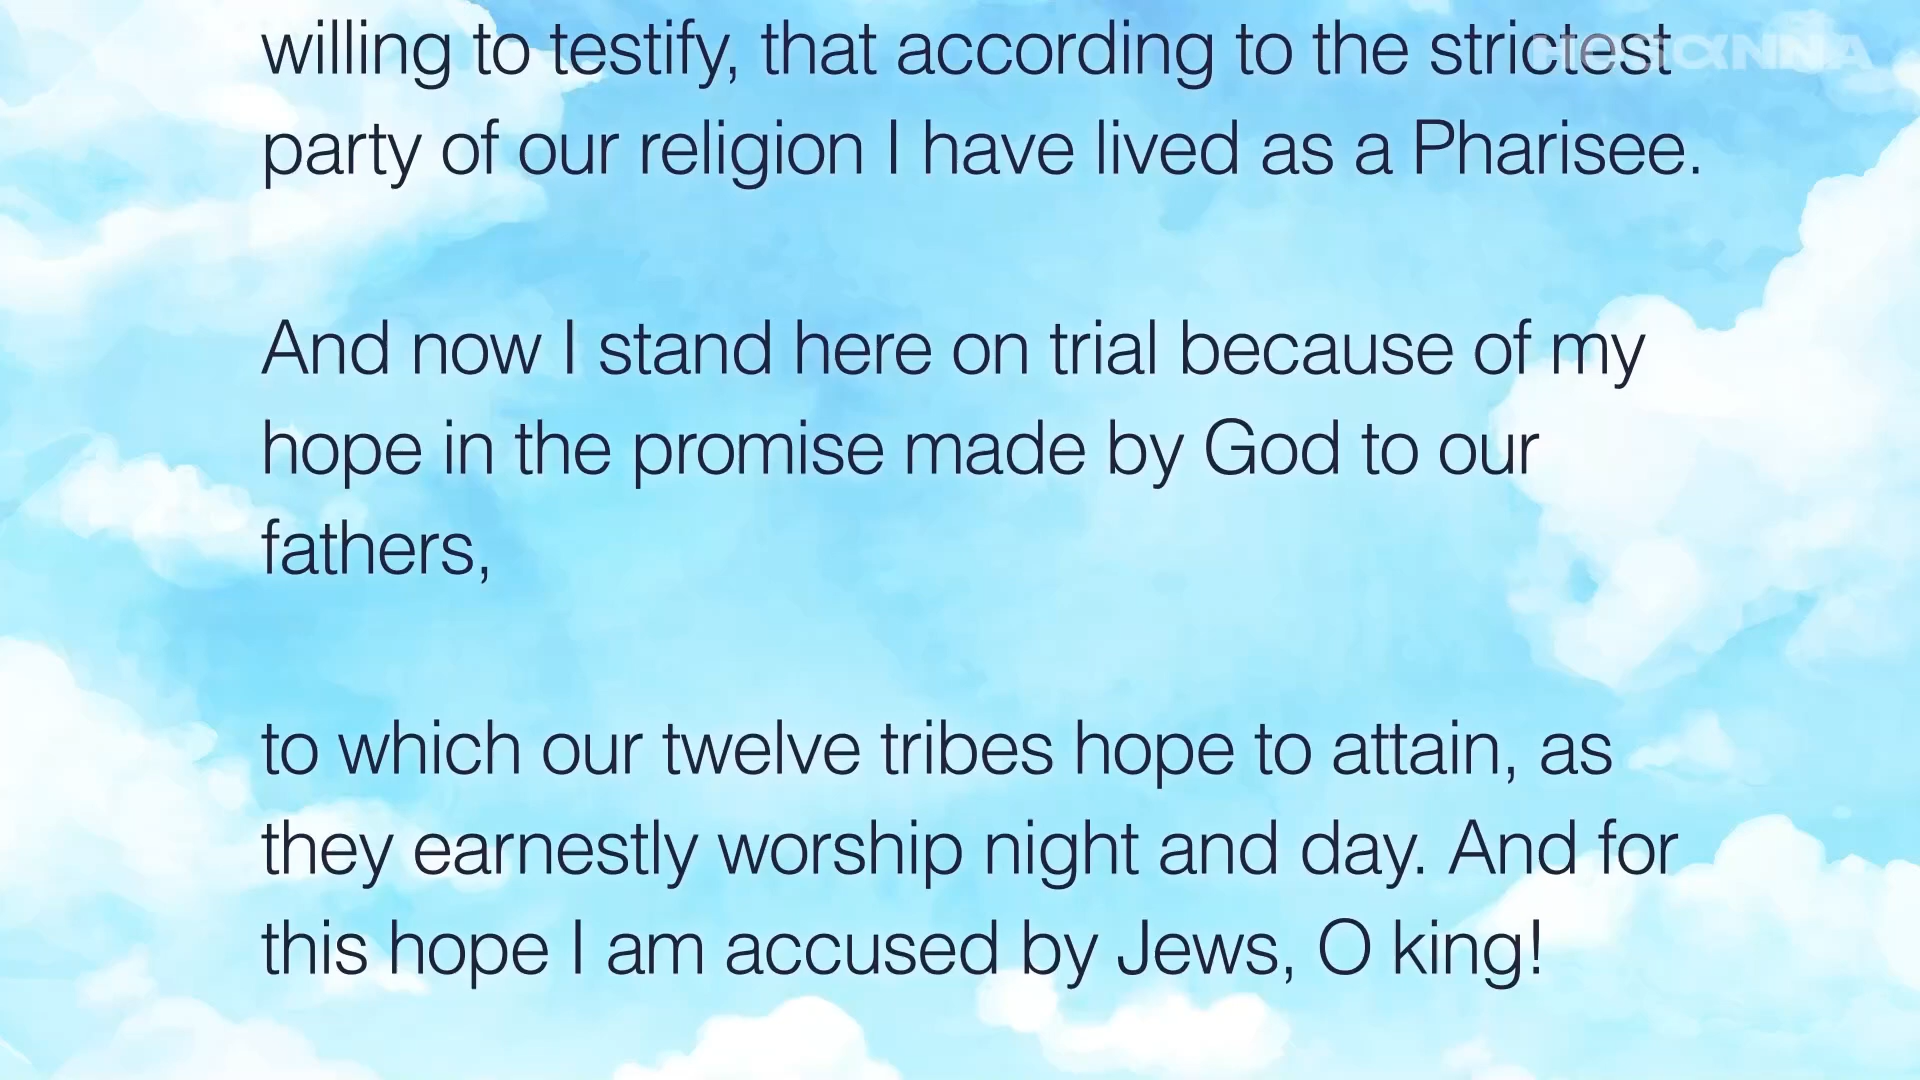 willing to testify, that according to the strictest
HOSANNA
party of our religion I have lived as a Pharisee.
And now I stand here on trial because of my
hope in the promise made by God to our
fathers,
to which our twelve tribes hope to attain, as
they earnestly worship night and day. And for
this hope I am accused by Jews, O king!